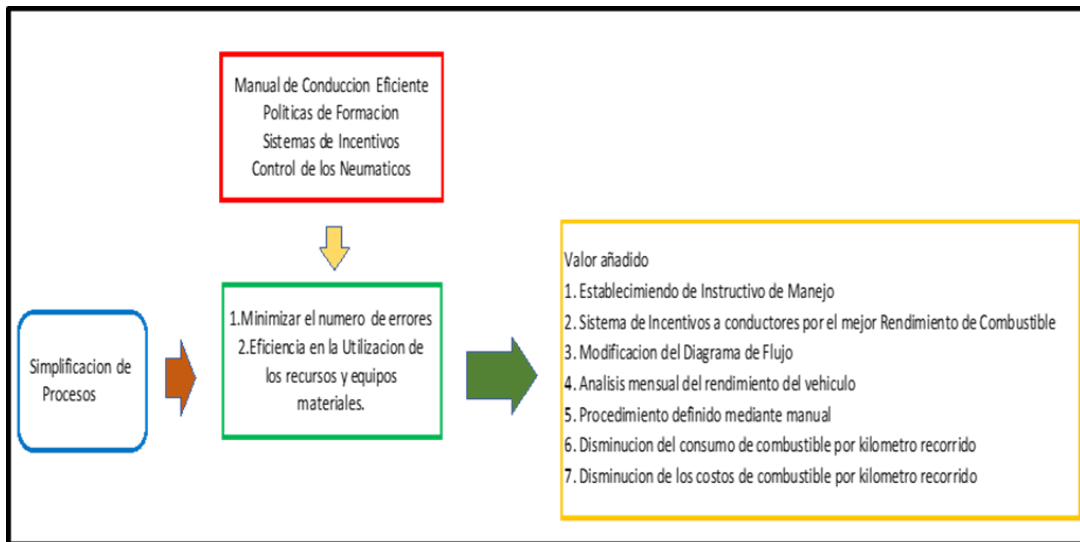 Manual de Conduccion Eficiente
Politicas de Formacion
Sistemas de Incentivos
Control de los Neumaticos
Simplificacion de
Procesos
1.Minimizar el numero de errores
2.Eficiencia en la Utilizacion de
los recursos y equipos
materiales.
Valor añadido
1. Establecimiendo de Instructivo de Manejo
2. Sistema de Incentivos a conductores por el mejor Rendimiento de Combustible
3. Modificacion del Diagrama de Flujo
4. Analisis mensual del rendimiento del vehiculo
5. Procedimiento definido mediante manual
6. Disminucion del consumo de combustible por kilometro recorrido
7. Disminucion de los costos de combustible por kilometro recorrido